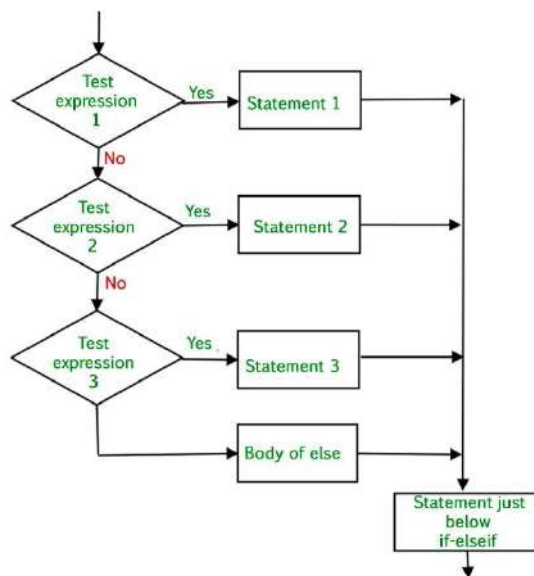 Test
expression
1
Yes
Statement 1
No
Test
expression
2
Yes
Statement 2
No
Test
expression
3
Yes
Statement 3
Body of else
Statement just
below
if-elseif